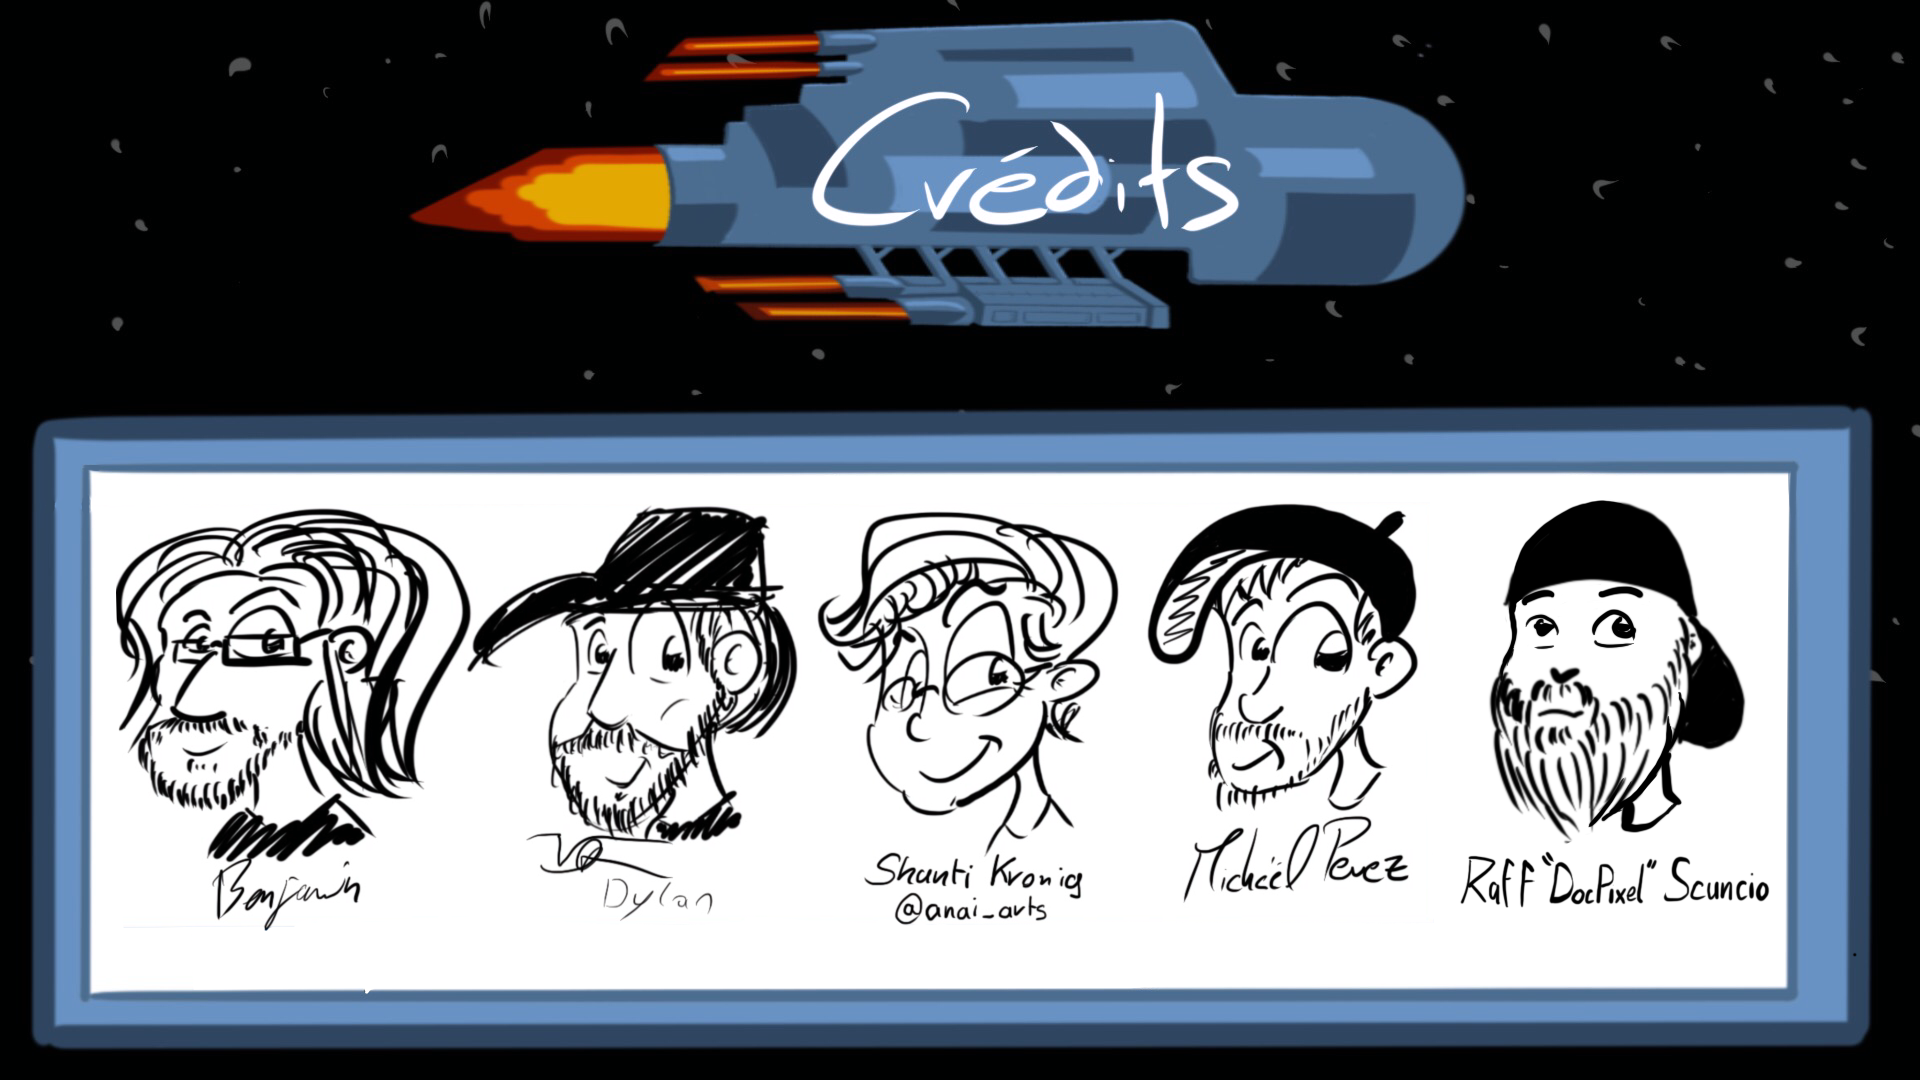 Crédits
Benjamin
Dylan
Shanti Kronig
@anai_arts
Mickaël Perez
Raff "DocPixel" Scuncio